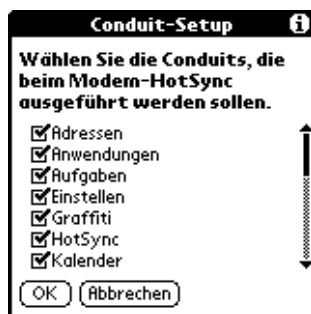 Conduit-Setup
Wählen Sie die Conduits, die
beim Modem-HotSync
ausgeführt werden sollen.
Adressen
Anwendungen
Aufgaben
Einstellen
Graffiti
HotSync
Kalender
OK Abbrechen